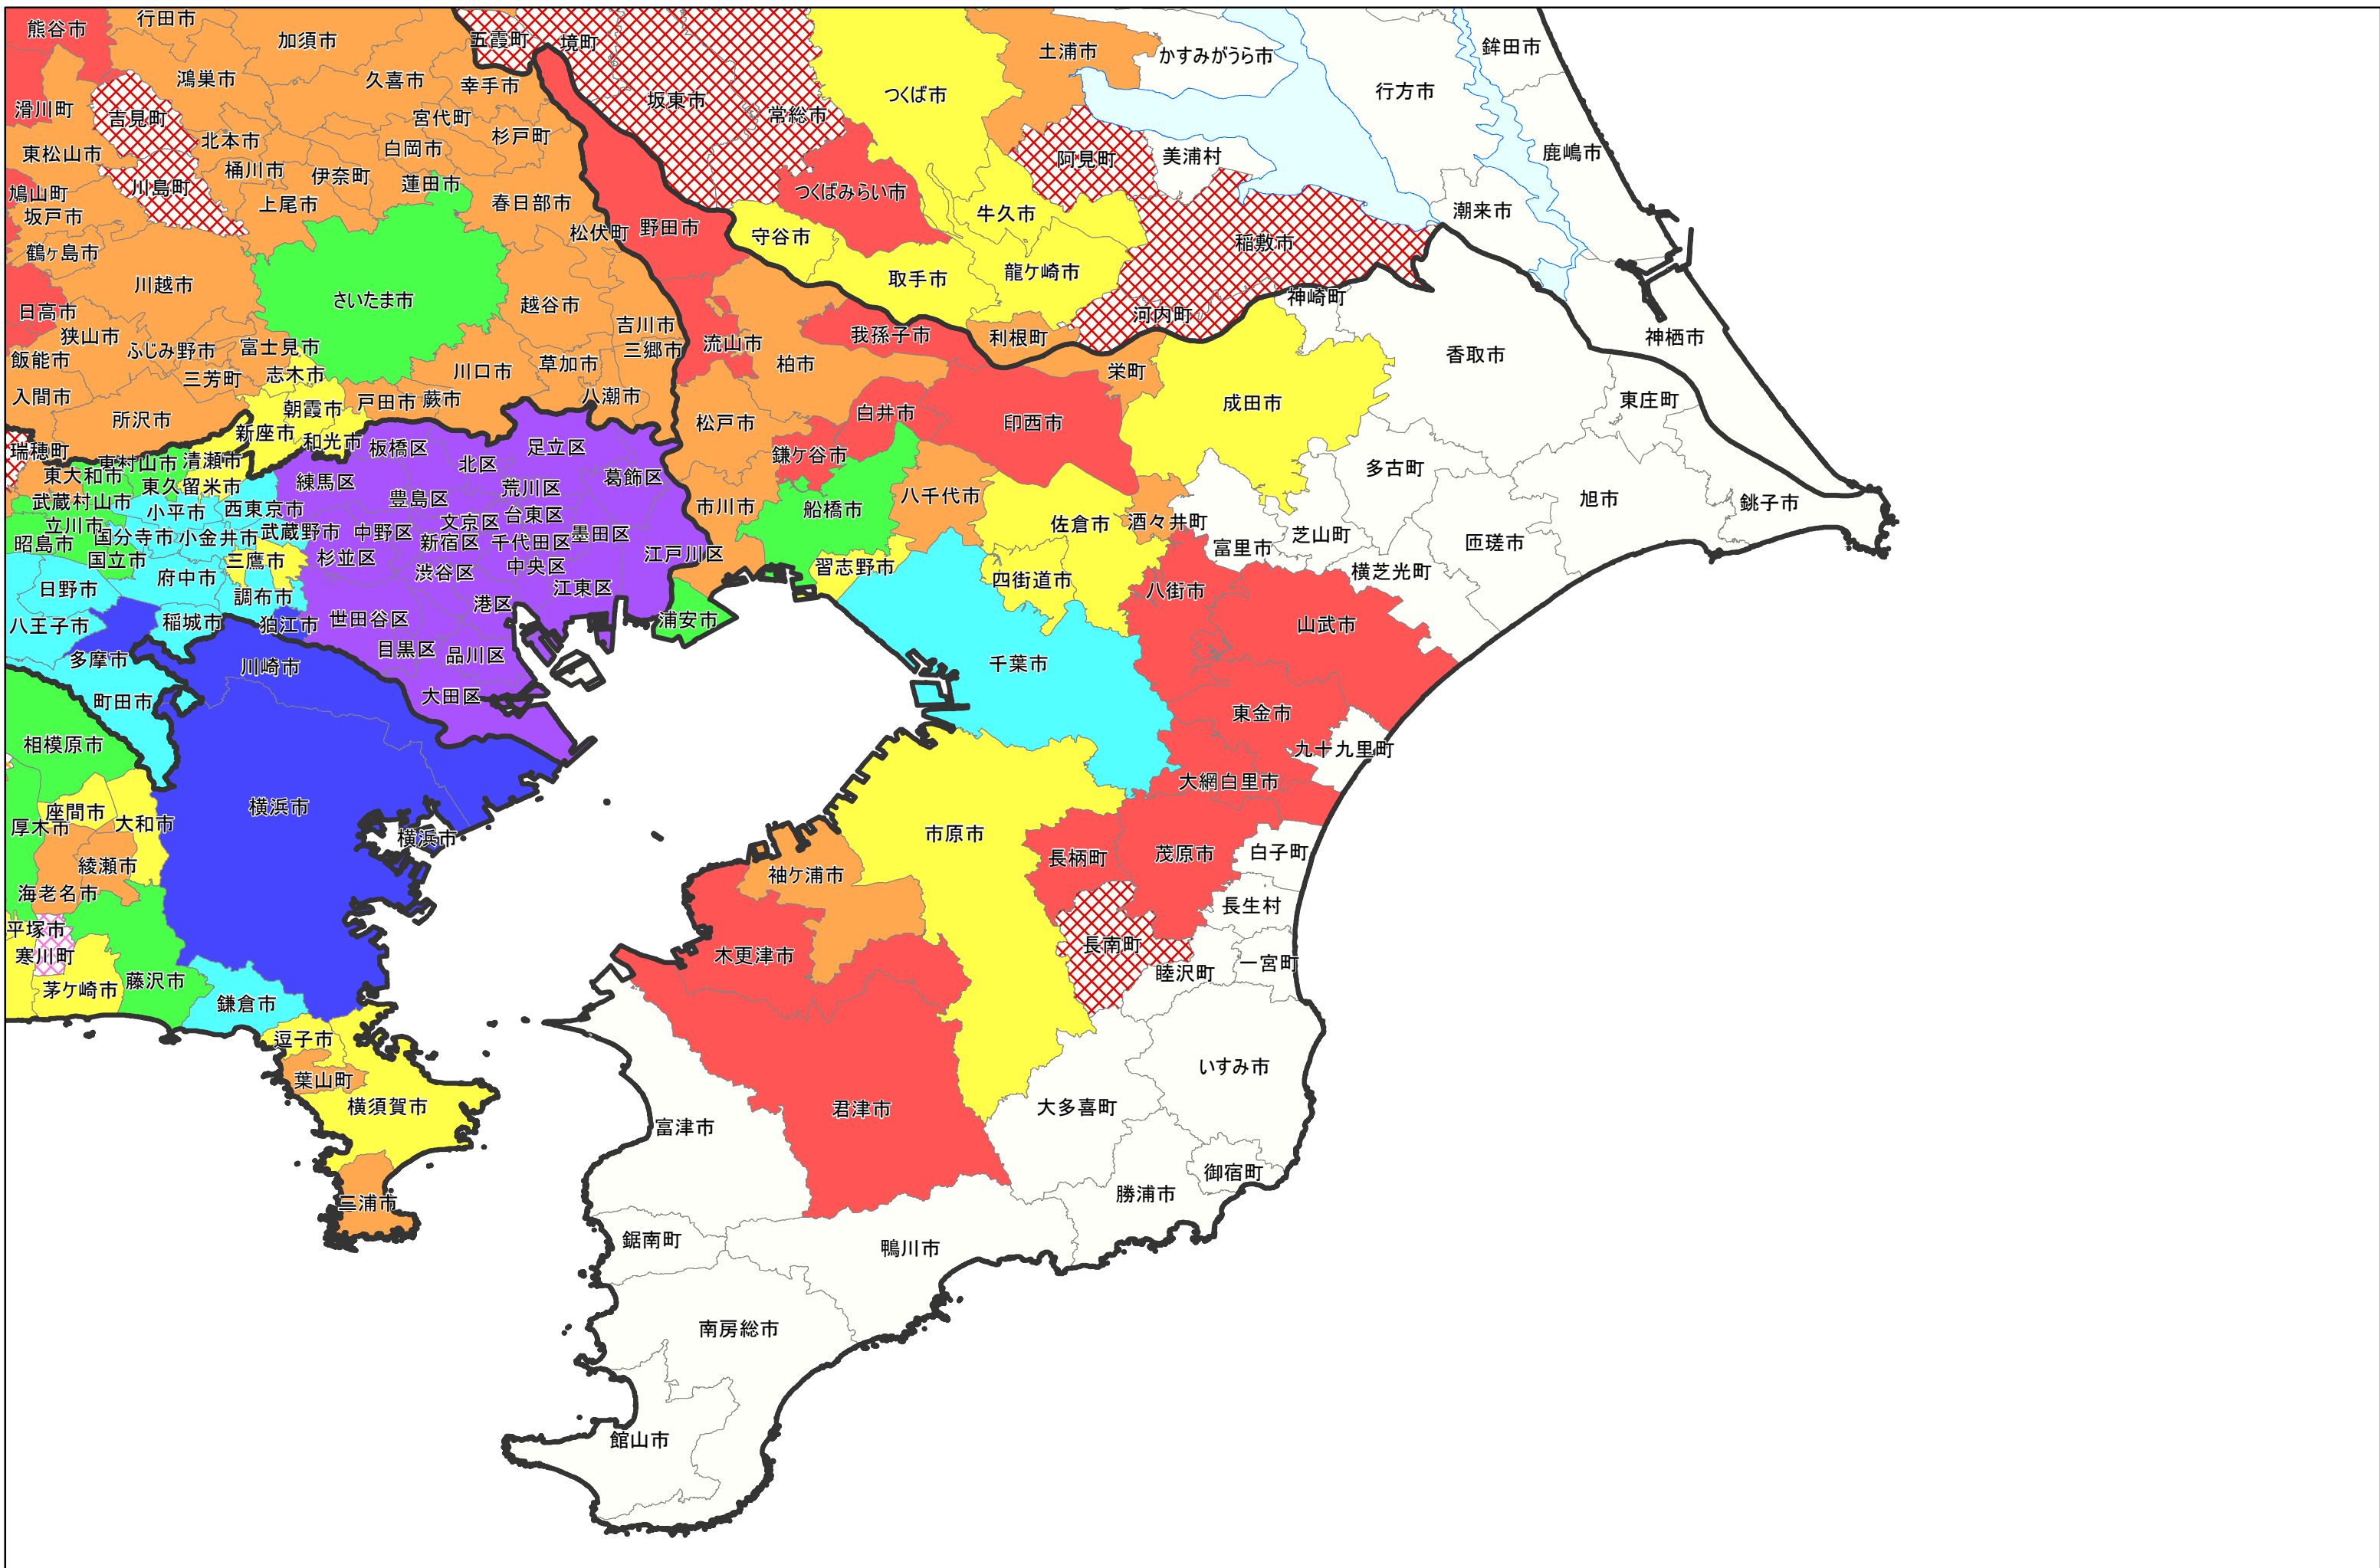 行田市
熊谷市
加須市
五霞町
境町
土浦市
かすみがうら市
鉾田市
鴻巣市
久喜市
幸手市
坂東市
つくば市
行方市
滑川町
吉見町
宮代町
常総市
北本市
杉戸町
東松山市
白岡市
阿見町
美浦村
鹿嶋市
桶川市
伊奈町
蓮田市
川島町
鳩山町
つくばみらい市
坂戸市
上尾市
春日部市
牛久市
潮来市
松伏町
野田市
守谷市
稲敷市
鶴ヶ島市
取手市
龍ケ崎市
川越市
さいたま市
越谷市
神崎町
日高市
河内町
狭山市
吉川市
我孫子市
利根町
神栖市
飯能市
ふじみ野市
富士見市
三郷市
流山市
柏市
香取市
三芳町
志木市
川口市
草加市
栄町
入間市
朝霞市
戸田市
蕨市
八潮市
成田市
東庄町
所沢市
松戸市
白井市
印西市
新座市
和光市
瑞穂町
板橋区
足立区
鎌ケ谷市
東村山市
清瀬市
北区
多古町
東大和市
東久留米市
練馬区
荒川区
葛飾区
豊島区
八千代市
旭市
銚子市
武蔵村山市
小平市
西東京市
市川市
船橋市
立川市
文京区
台東区
佐倉市
酒々井町
昭島市
国分寺市
小金井市
武蔵野市
中野区
新宿区
千代田区
墨田区
芝山町
匝瑳市
国立市
三鷹市
杉並区
江戸川区
富里市
府中市
渋谷区
中央区
習志野市
四街道市
横芝光町
日野市
調布市
江東区
八街市
港区
八王子市
稲城市
狛江市
世田谷区
浦安市
山武市
多摩市
川崎市
目黒区
品川区
千葉市
町田市
大田区
東金市
相模原市
九十九里町
大網白里市
座間市
横浜市
厚木市
大和市
横浜市
市原市
綾瀬市
長柄町
茂原市
白子町
袖ケ浦市
海老名市
長生村
平塚市
長南町
寒川町
木更津市
一宮町
睦沢町
茅ケ崎市
藤沢市
鎌倉市
逗子市
いすみ市
葉山町
横須賀市
君津市
大多喜町
富津市
御宿町
三浦市
勝浦市
鋸南町
鴨川市
南房総市
館山市